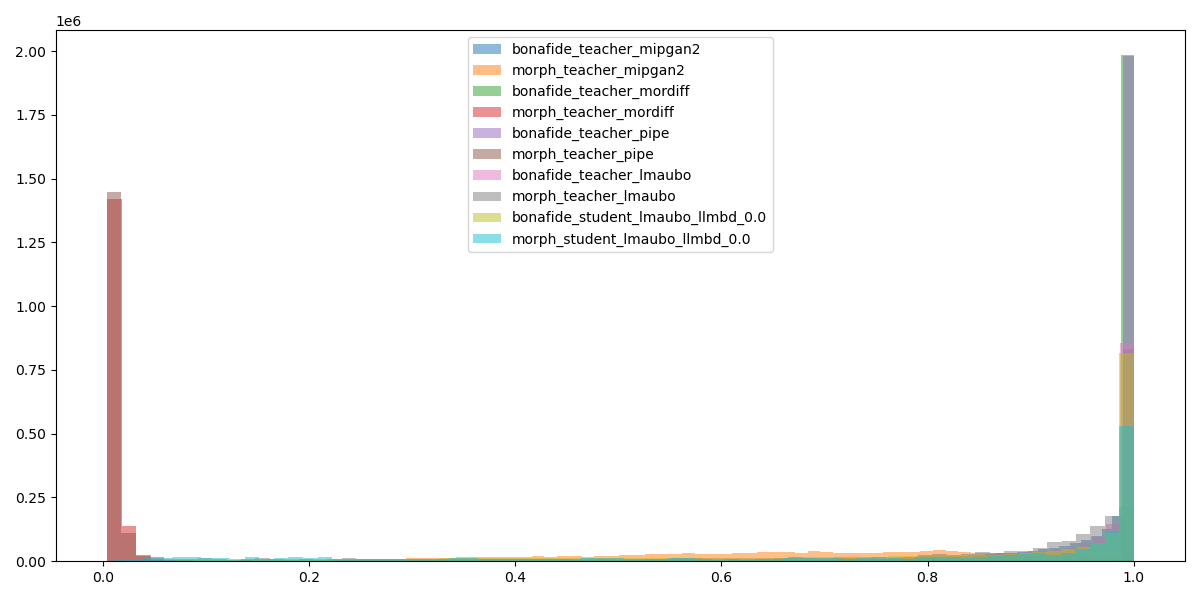 1e6
2.00
1.75
1.50
1.25
1.00
0.75
0.50
0.25
0.00
bonafide_teacher_mipgan2
morph_teacher_mipgan2
bonafide_teacher_mordiff
morph_teacher_mordiff
bonafide_teacher_pipe
morph_teacher_pipe
bonafide_teacher_lmaubo
morph_teacher_lmaubo
bonafide_student_lmaubo_llmbd_0.0
morph_student_lmaubo_llmbd_0.0
0.0 0.2 0.4 0.6 0.8 1.0